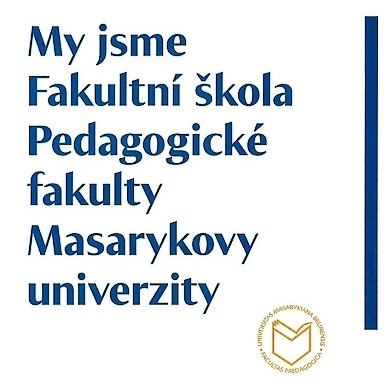 My jsme
Fakultní škola
Pedagogické
fakulty
Masarykovy
univerzity
UNIVERSITAS MASARYKIANA BRUNENSIS
• FACULTAS PAEDAGOGICA •